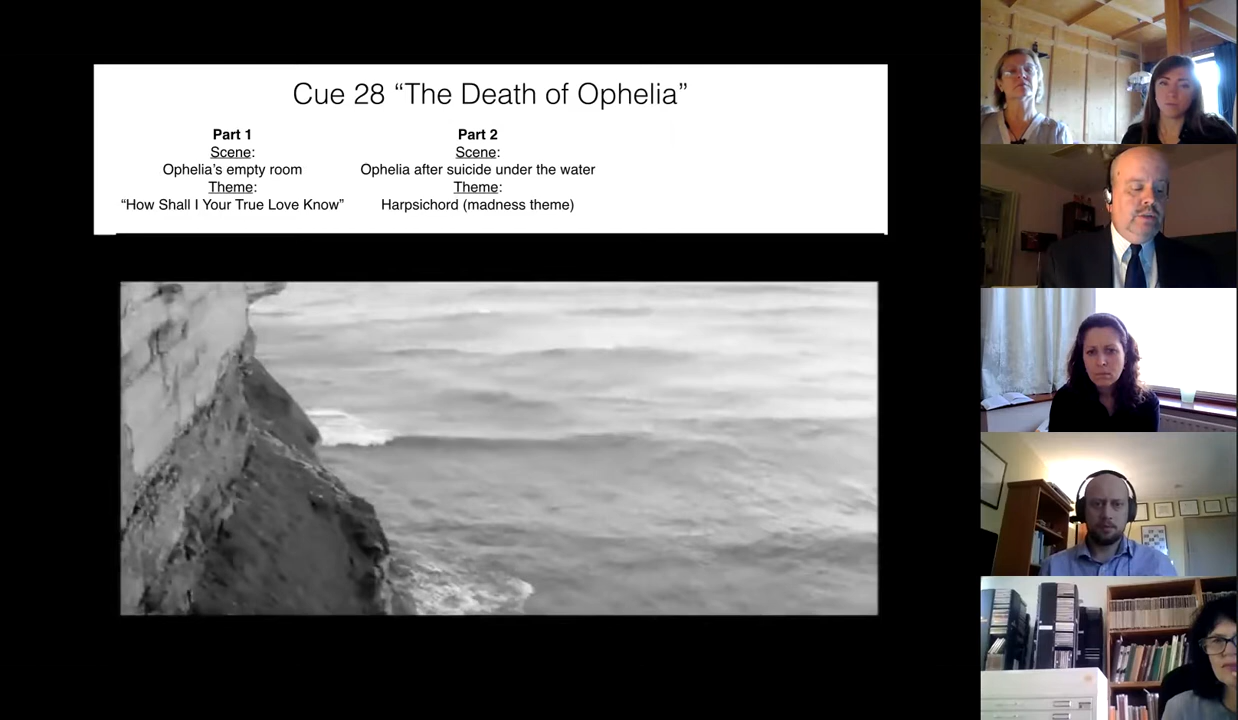 Cue 28 “The Death of Ophelia”
Part 1
Scene:
Ophelia’s empty room
Theme:
“How Shall I Your True Love Know”
Part 2
Scene:
Ophelia after suicide under the water
Theme:
Harpsichord (madness theme)